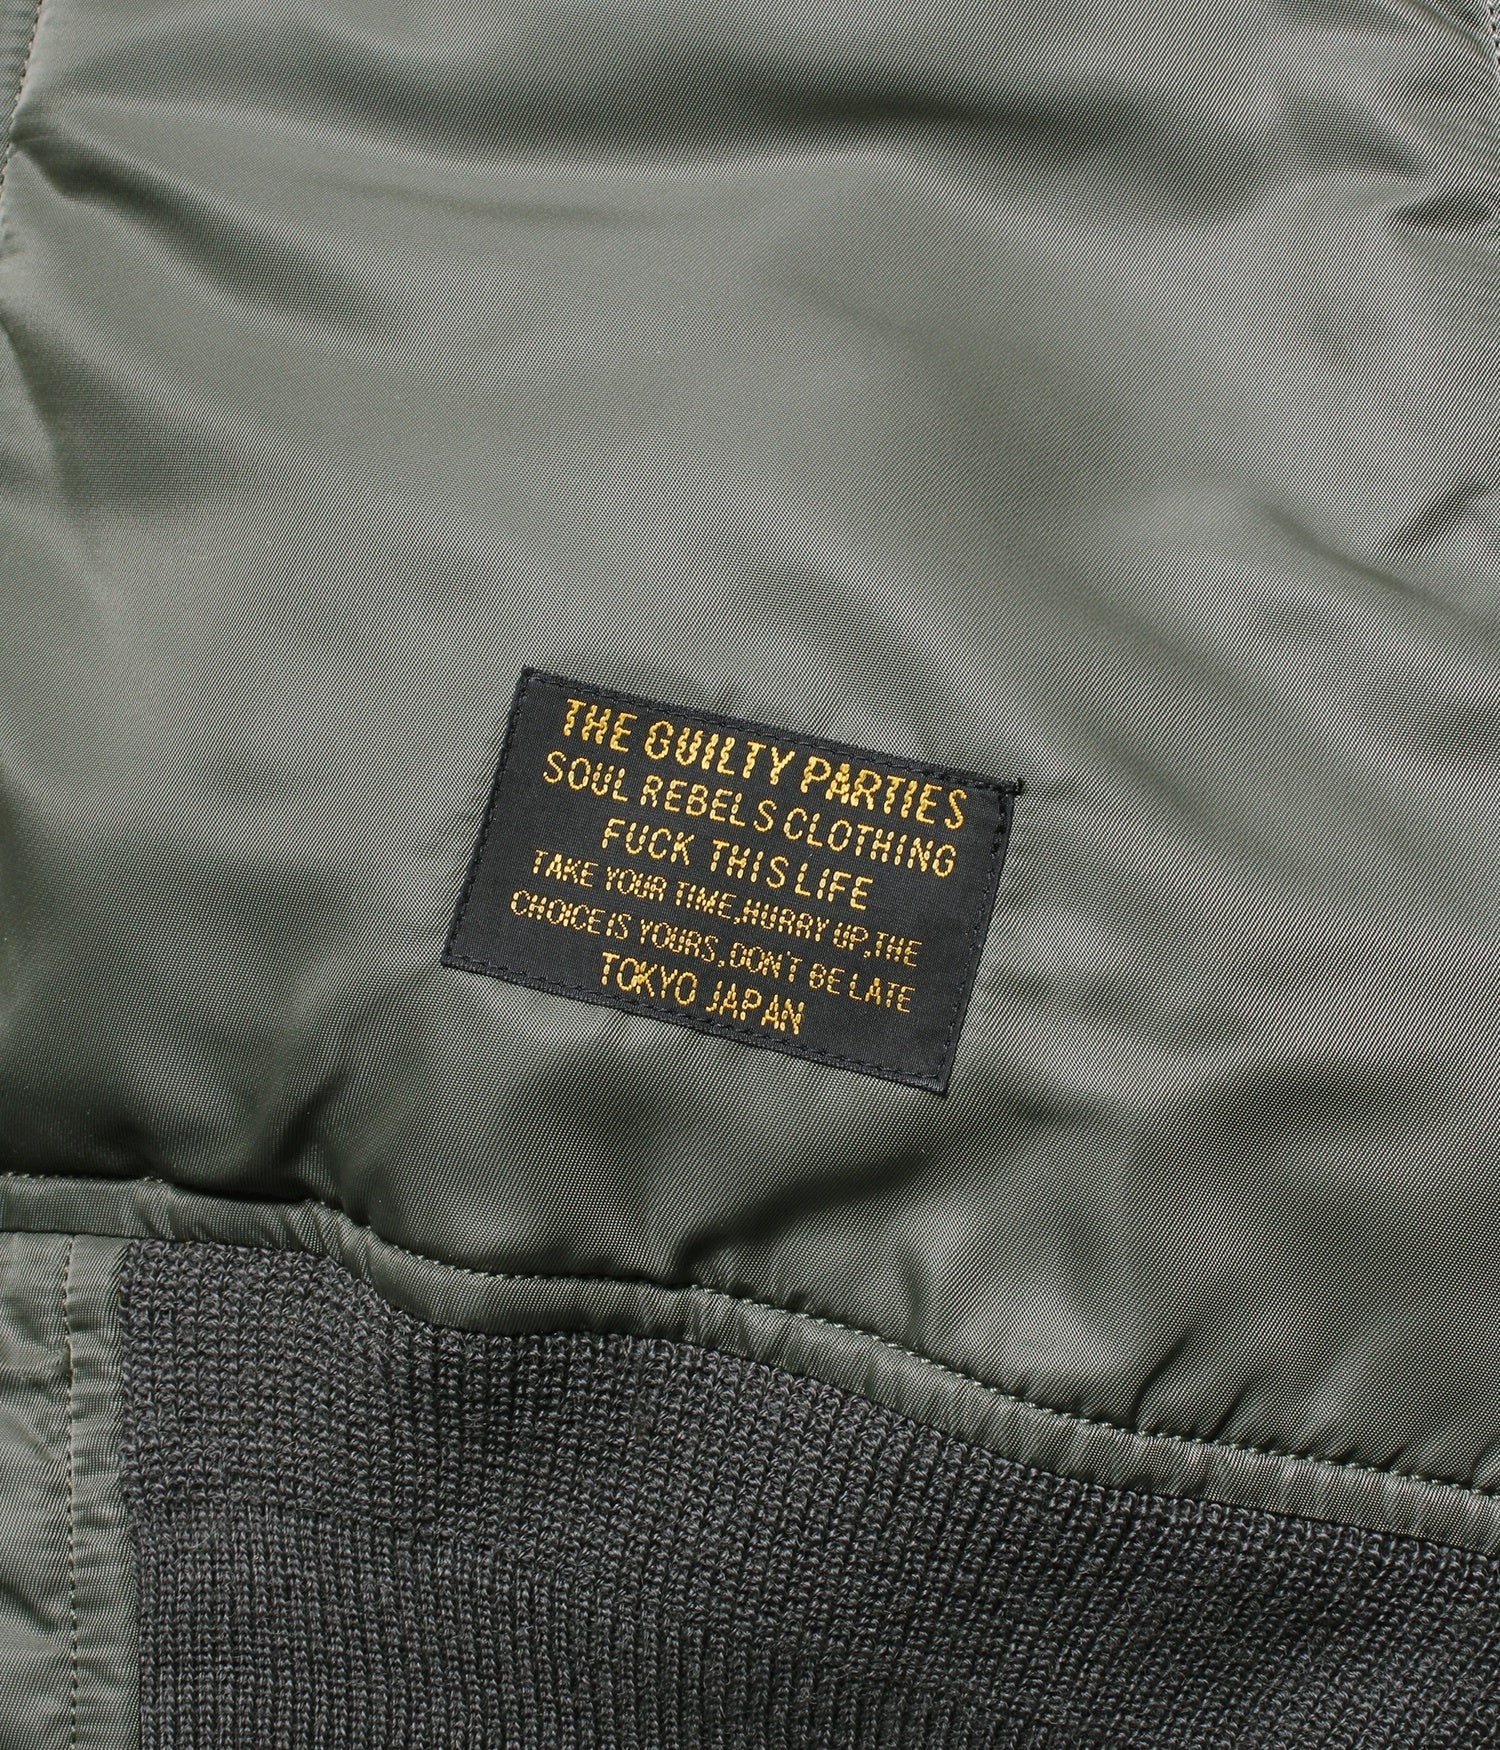 THE GUILTY PARTIES
SOUL REBELS CLOTHING
FUCK THIS LIFE
TAKE YOUR TIME,HURRY UP,THE
CHOICE IS YOURS,DON'T BE LATE
TOKYO JAPAN